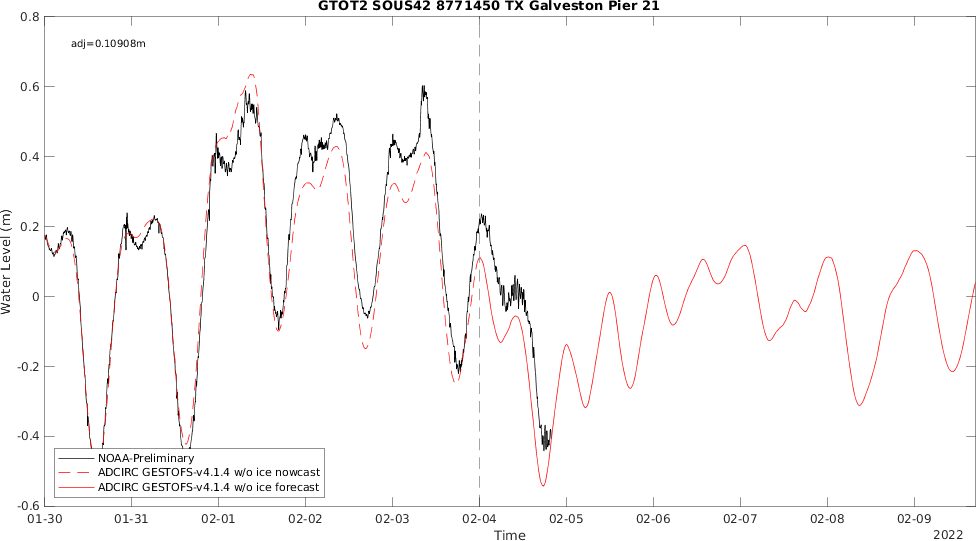 GTOT2 SOUS42 8771450 TX Galveston Pier 21
adj=0.10908m
Water Level (m)
0.8
0.6
0.4
0.2
0
-0.2
-0.4
-0.6
NOAA-Preliminary
ADCIRC GESTOFS-v4.1.4 w/o ice nowcast
ADCIRC GESTOFS-v4.1.4 w/o ice forecast
01-30 01-31 02-01 02-02 02-03 02-04 02-05 02-06 02-07 02-08 02-09
Time
2022